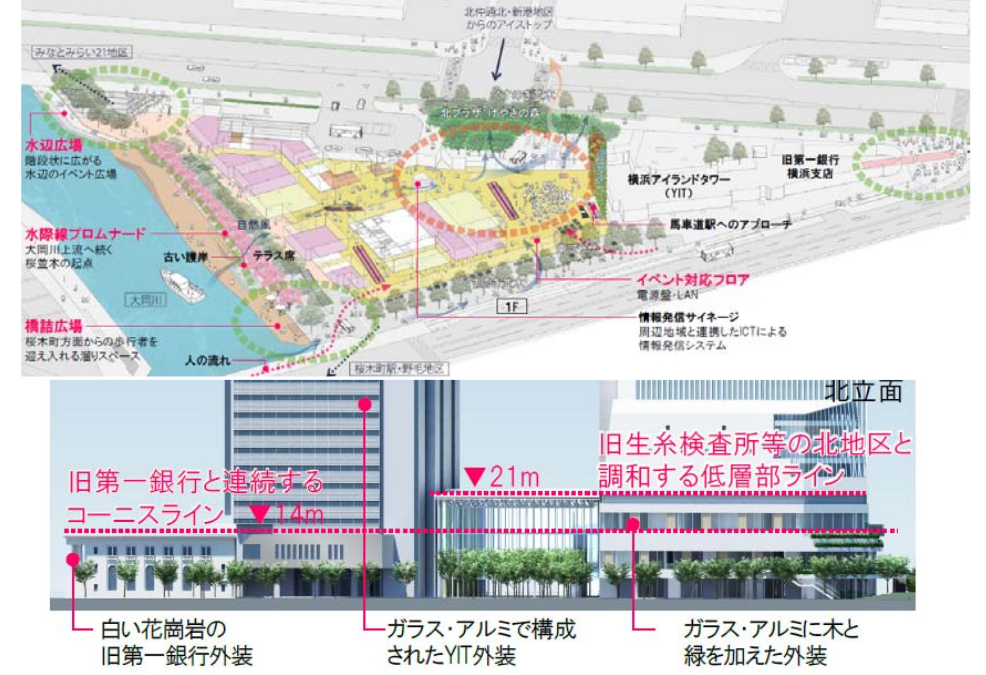 北仲通北・新港地区
からのアイストップ
みなとみらい21地区
北プラザ けやきの森
水辺広場
階段状に広がる
水辺のイベント広場
旧第一銀行
横浜支店
横浜アイランドタワー
(YIT)
馬車道駅へのアプローチ
自然風
水際線プロムナード
大岡川上流へ続く
桜並木の起点
古い護岸
テラス席
大岡川
イベント対応フロア
電源盤・LAN
1F
情報発信サイネージ
周辺地域と連携したICTによる
情報発信システム
橋詰広場
桜木町方面からの歩行者を
迎え入れる溜りスペース
人の流れ
桜木町駅・野毛地区
北立面
旧生糸検査所等の北地区と
調和する低層部ライン
▼21m
旧第一銀行と連続する
コーニスライン ▼14m
白い花崗岩の
旧第一銀行外装
ガラス・アルミで構成
されたYIT外装
ガラス・アルミに木と
緑を加えた外装